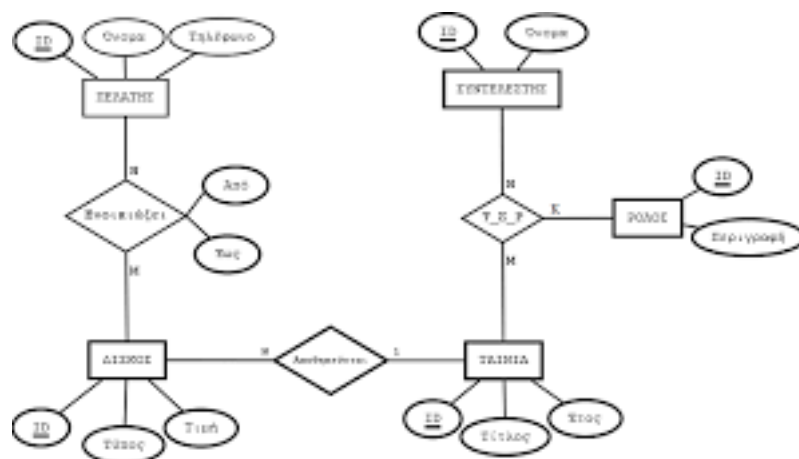 ID
Όνομα
Τηλέφωνο
ΠΕΛΑΤΗΣ
N
Ενοικιάζει
Από
Έως
M
ΔΙΣΚΟΣ
ID
Τύπος
Τιμή
N
1
ID
Όνομα
ΣΥΝΤΕΛΕΣΤΗΣ
N
Τ_Σ_Ρ
K
ΡΟΛΟΣ
ID
Περιγραφή
M
ΤΑΙΝΙΑ
ID
Τίτλος
Έτος